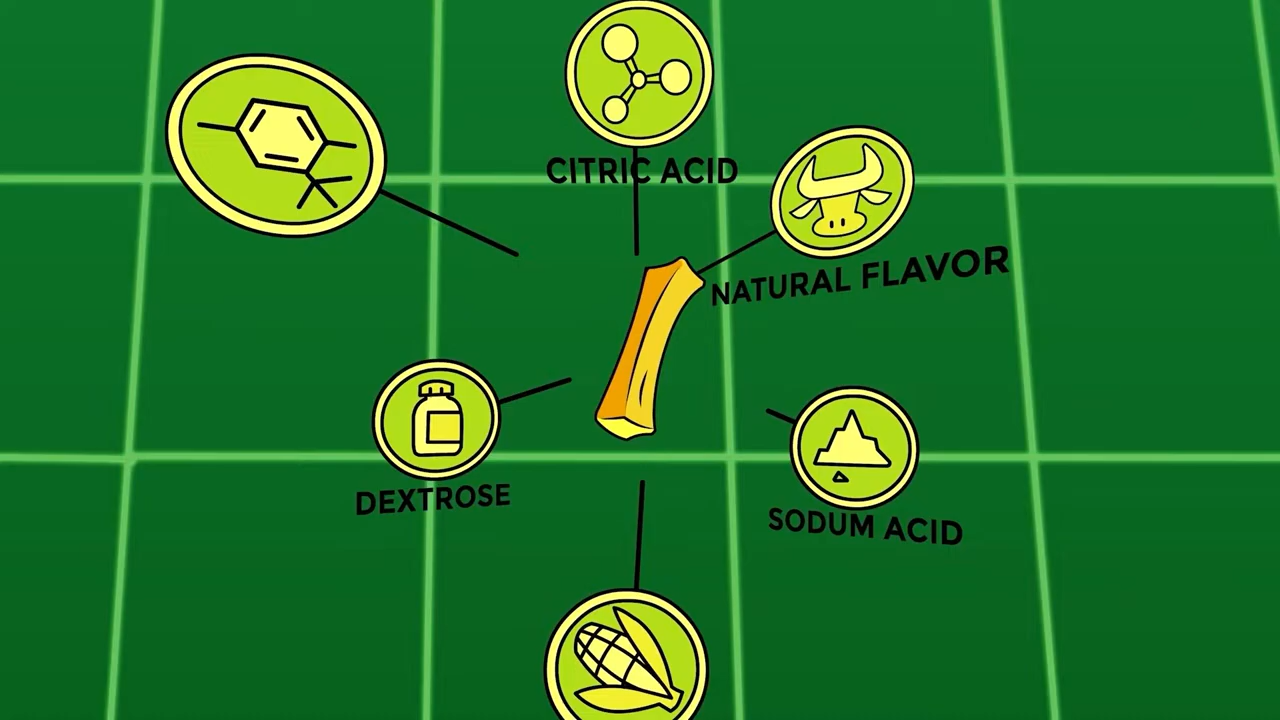 CITRIC ACID
NATURAL FLAVOR
DEXTROSE
SODUM ACID